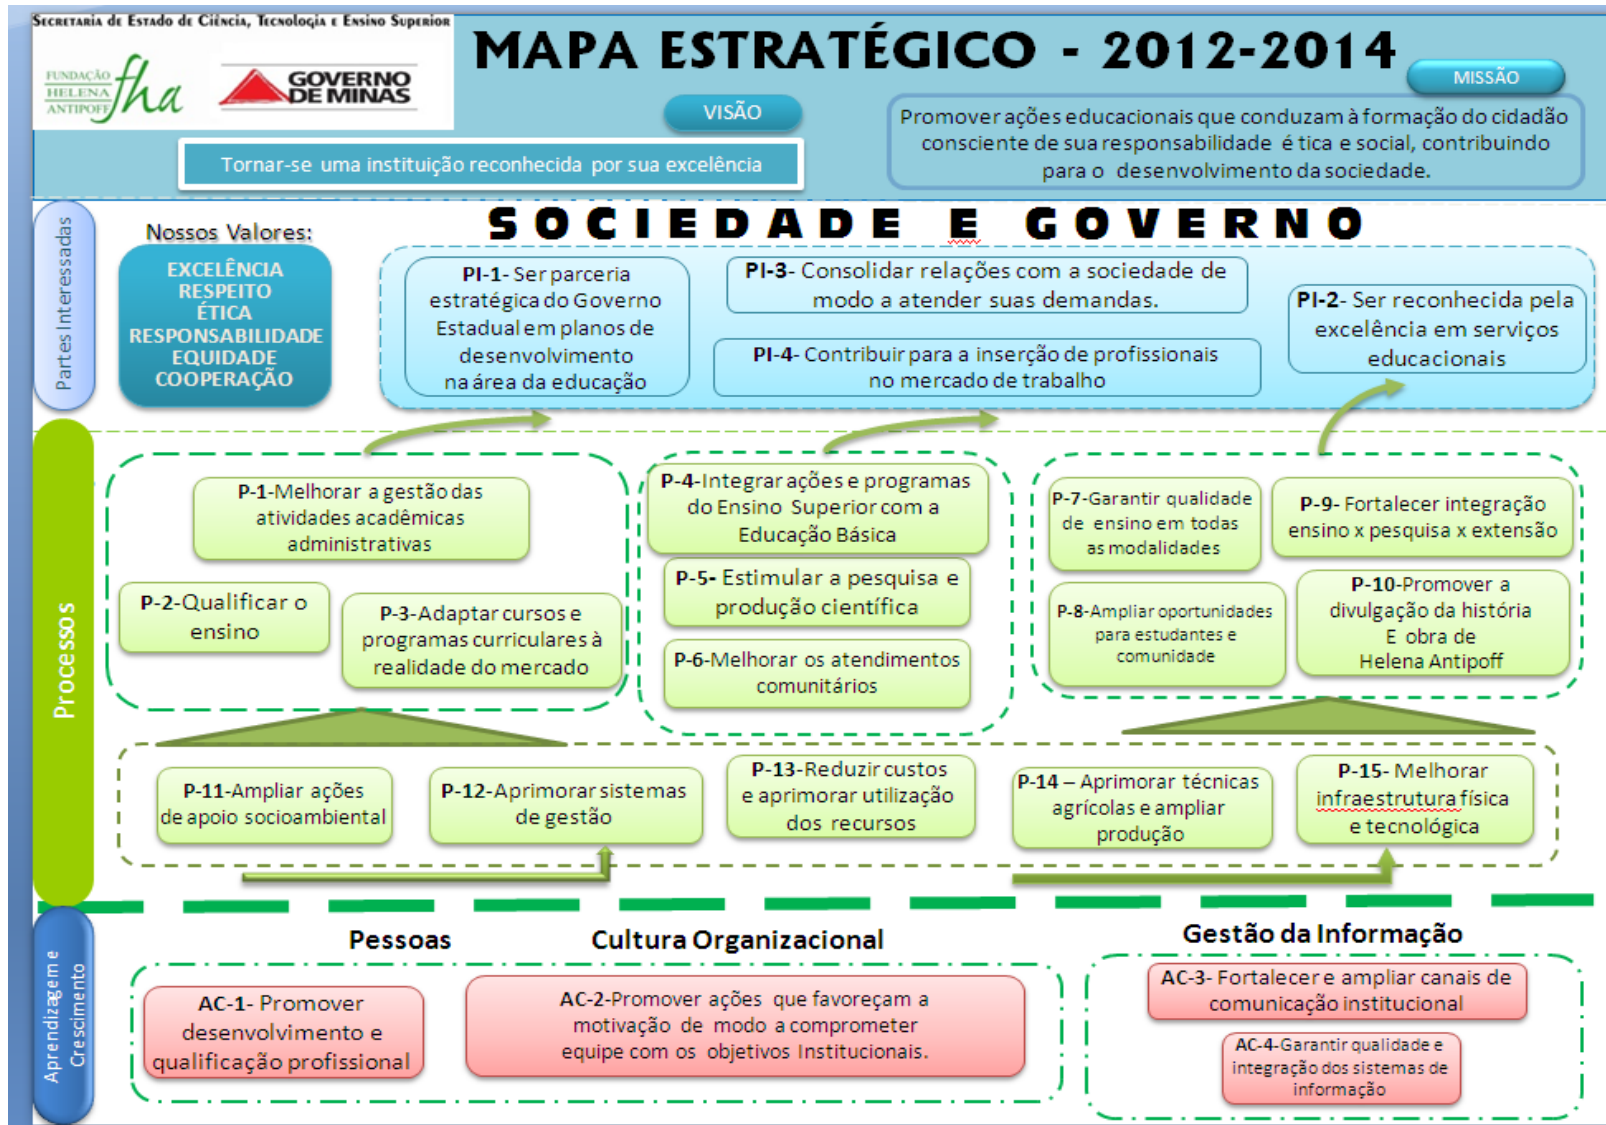 Secretaria de Estado de Ciência, Tecnologia e Ensino Superior
FUNDAÇÃO
HELENA
ANTIPOFF
fha
GOVERNO
DE MINAS
MAPA ESTRATÉGICO - 2012-2014
MISSÃO
VISÃO
Tornar-se uma instituição reconhecida por sua excelência
Promover ações educacionais que conduzam à formação do cidadão
consciente de sua responsabilidade é tica e social, contribuindo
para o desenvolvimento da sociedade.
Partes Interessadas
Nossos Valores:
EXCELÊNCIA
RESPEITO
ÉTICA
RESPONSABILIDADE
EQUIDADE
COOPERAÇÃO
SOCIEDADE E GOVERNO
PI-1- Ser parceria
estratégica do Governo
Estadual em planos de
desenvolvimento
na área da educação
PI-3- Consolidar relações com a sociedade de
modo a atender suas demandas.
PI-4- Contribuir para a inserção de profissionais
no mercado de trabalho
PI-2- Ser reconhecida pela
excelência em serviços
educacionais
Processos
P-1-Melhorar a gestão das
atividades acadêmicas
administrativas
P-2-Qualificar o
ensino
P-3-Adaptar cursos e
programas curriculares à
realidade do mercado
P-4-Integrar ações e programas
do Ensino Superior com a
Educação Básica
P-5- Estimular a pesquisa e
produção científica
P-6-Melhorar os atendimentos
comunitários
P-7-Garantir qualidade
de ensino em todas
as modalidades
P-8-Ampliar oportunidades
para estudantes e
comunidade
P-9- Fortalecer integração
ensino x pesquisa x extensão
P-10-Promover a
divulgação da história
E obra de
Helena Antipoff
P-11-Ampliar ações
de apoio socioambiental
P-12-Aprimorar sistemas
de gestão
P-13-Reduzir custos
e aprimorar utilização
dos recursos
P-14 – Aprimorar técnicas
agrícolas e ampliar
produção
P-15- Melhorar
infraestrutura física
e tecnológica
Aprendizagem e
Crescimento
Pessoas
Cultura Organizacional
Gestão da Informação
AC-1- Promover
desenvolvimento e
qualificação profissional
AC-2-Promover ações que favoreçam a
motivação de modo a comprometer
equipe com os objetivos Institucionais.
AC-3- Fortalecer e ampliar canais de
comunicação institucional
AC-4-Garantir qualidade e
integração dos sistemas de
informação